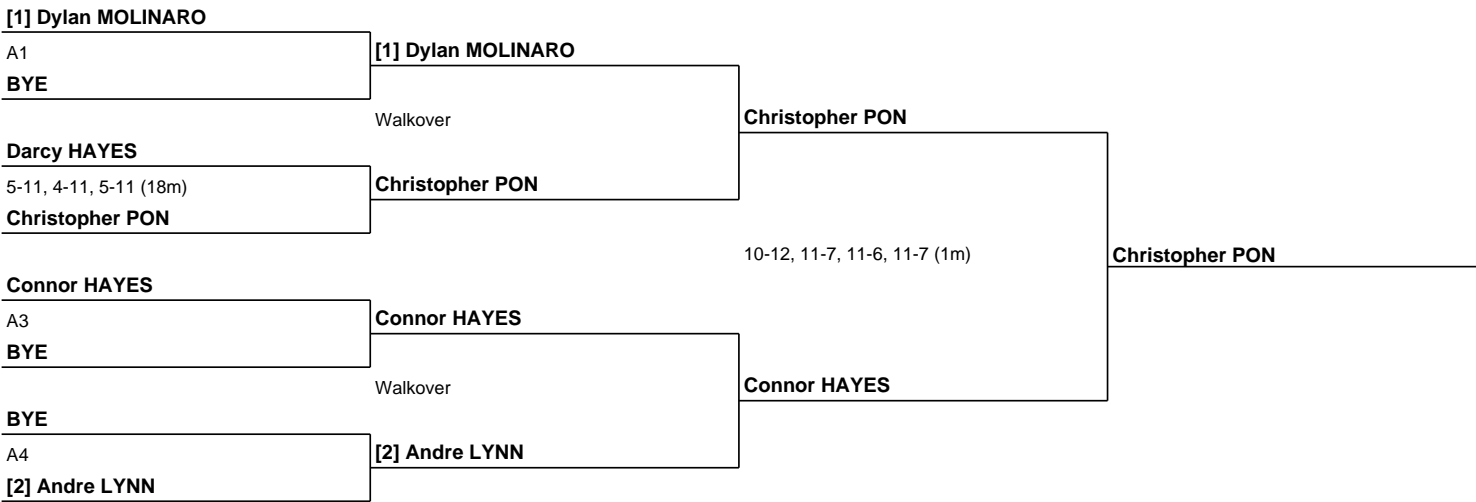 [1] Dylan MOLINARO
A1
[1] Dylan MOLINARO
BYE
Walkover
Christopher PON
Darcy HAYES
5-11, 4-11, 5-11 (18m)
Christopher PON
Christopher PON
10-12, 11-7, 11-6, 11-7 (1m)
Christopher PON
Connor HAYES
A3
Connor HAYES
BYE
Walkover
Connor HAYES
BYE
A4
[2] Andre LYNN
[2] Andre LYNN